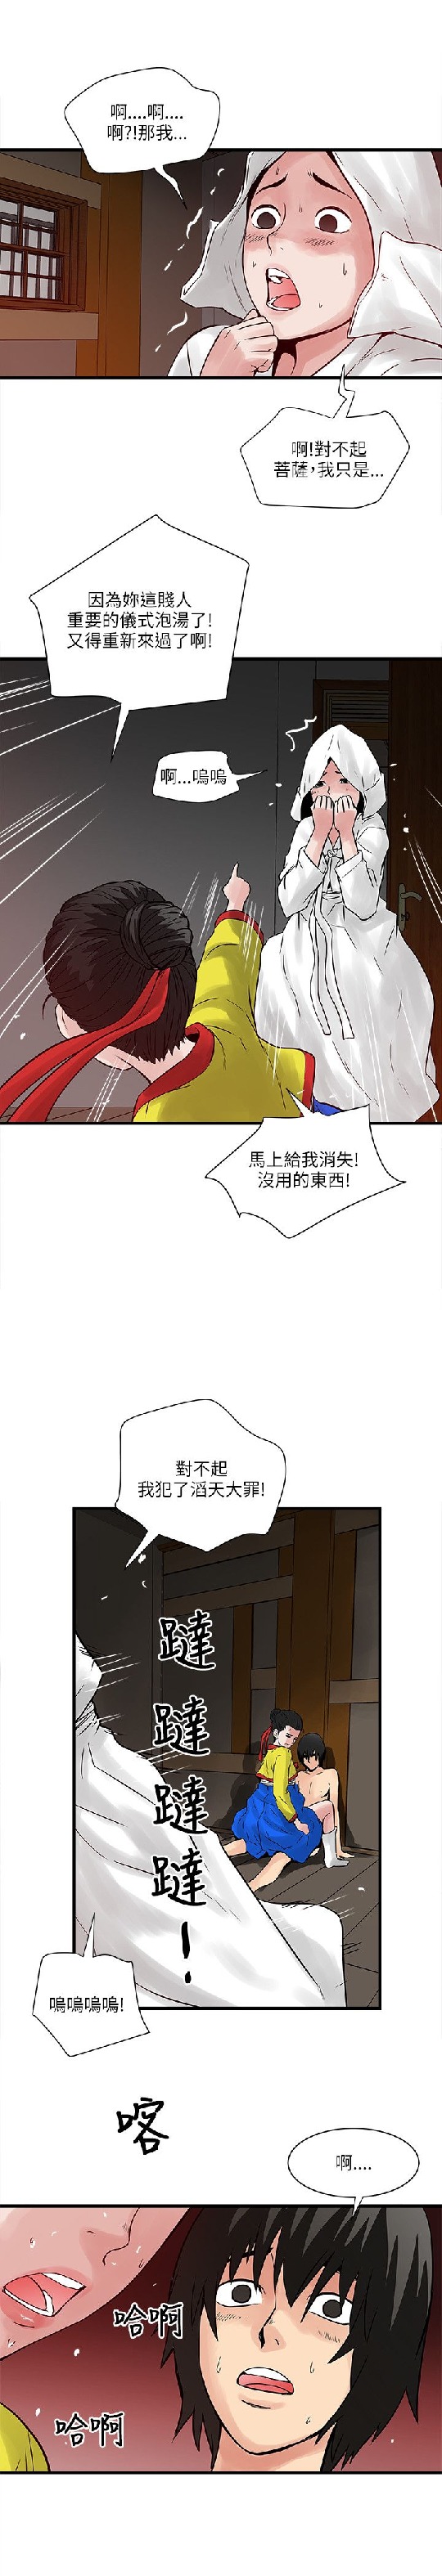 啊....啊....
啊?!那我...
啊!對不起
菩薩,我只是...
因為妳這賤人
重要的儀式泡湯了!
又得重新來過了啊!
啊...嗚嗚
馬上給我消失!
沒用的東西!
對不起
我犯了滔天大罪!
躂
躂
躂
躂
!
嗚嗚嗚嗚!
喀
啊....
哈啊
哈啊